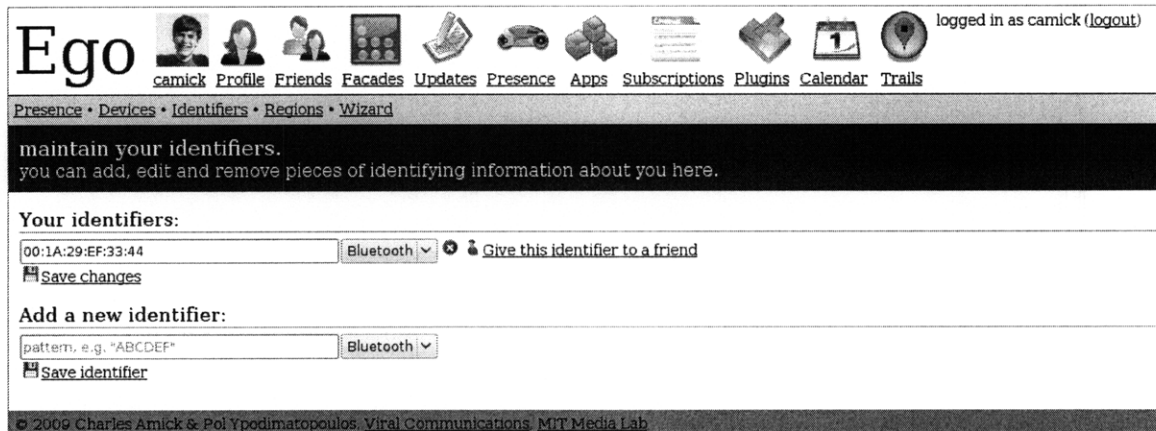 Ego
logged in as camick (logout)
camick Profile Friends Facades Updates Presence Apps Subscriptions Plugins Calendar Trails
1
Presence • Devices • Identifiers • Regions • Wizard
maintain your identifiers.
you can add, edit and remove pieces of identifying information about you here.
Your identifiers:
00:1A:29:EF:33:44 Bluetooth Give this identifier to a friend
Save changes
Add a new identifier:
pattern, e.g. "ABCDEF" Bluetooth
Save identifier
© 2009 Charles Amick & Pol Ypodimatopoulos, Viral Communications, MIT Media Lab